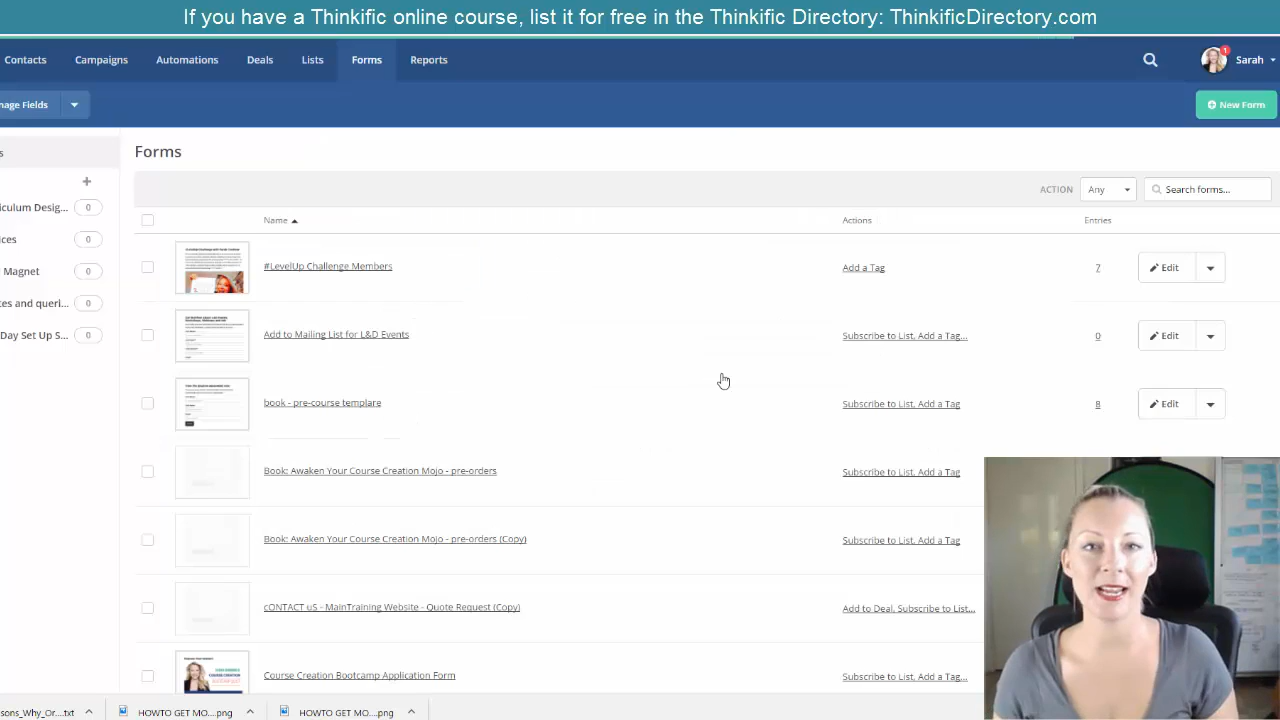 If you have a Thinkific online course, list it for free in the Thinkific Directory: ThinkificDirectory.com
Contacts Campaigns Automations Deals Lists Forms Reports Sarah
nage Fields New Form
Forms
ACTION Any Search forms...
Name Actions Entries
iculum Desig... 0
ices 6
Magnet 0
tes and queri... 0
Day Set Up S... 0
#LevelUp Challenge Members Add a Tag 7 Edit
Add to Mailing List for L&D Events Subscribe to List, Add a Tag... 0 Edit
book - pre-course templare Subscribe to List, Add a Tag 8 Edit
Book: Awaken Your Course Creation Mojo - pre-orders Subscribe to List, Add a Tag
Book: Awaken Your Course Creation Mojo - pre-orders (Copy) Subscribe to List, Add a Tag
cONTACT uS - MainTraining Website - Quote Request (Copy) Add to Deal, Subscribe to List...
Course Creation Bootcamp Application Form Subscribe to List, Add a Tag...
sons_Why_Or....txt HOWTO GET MO....png HOWTO GET MO....png